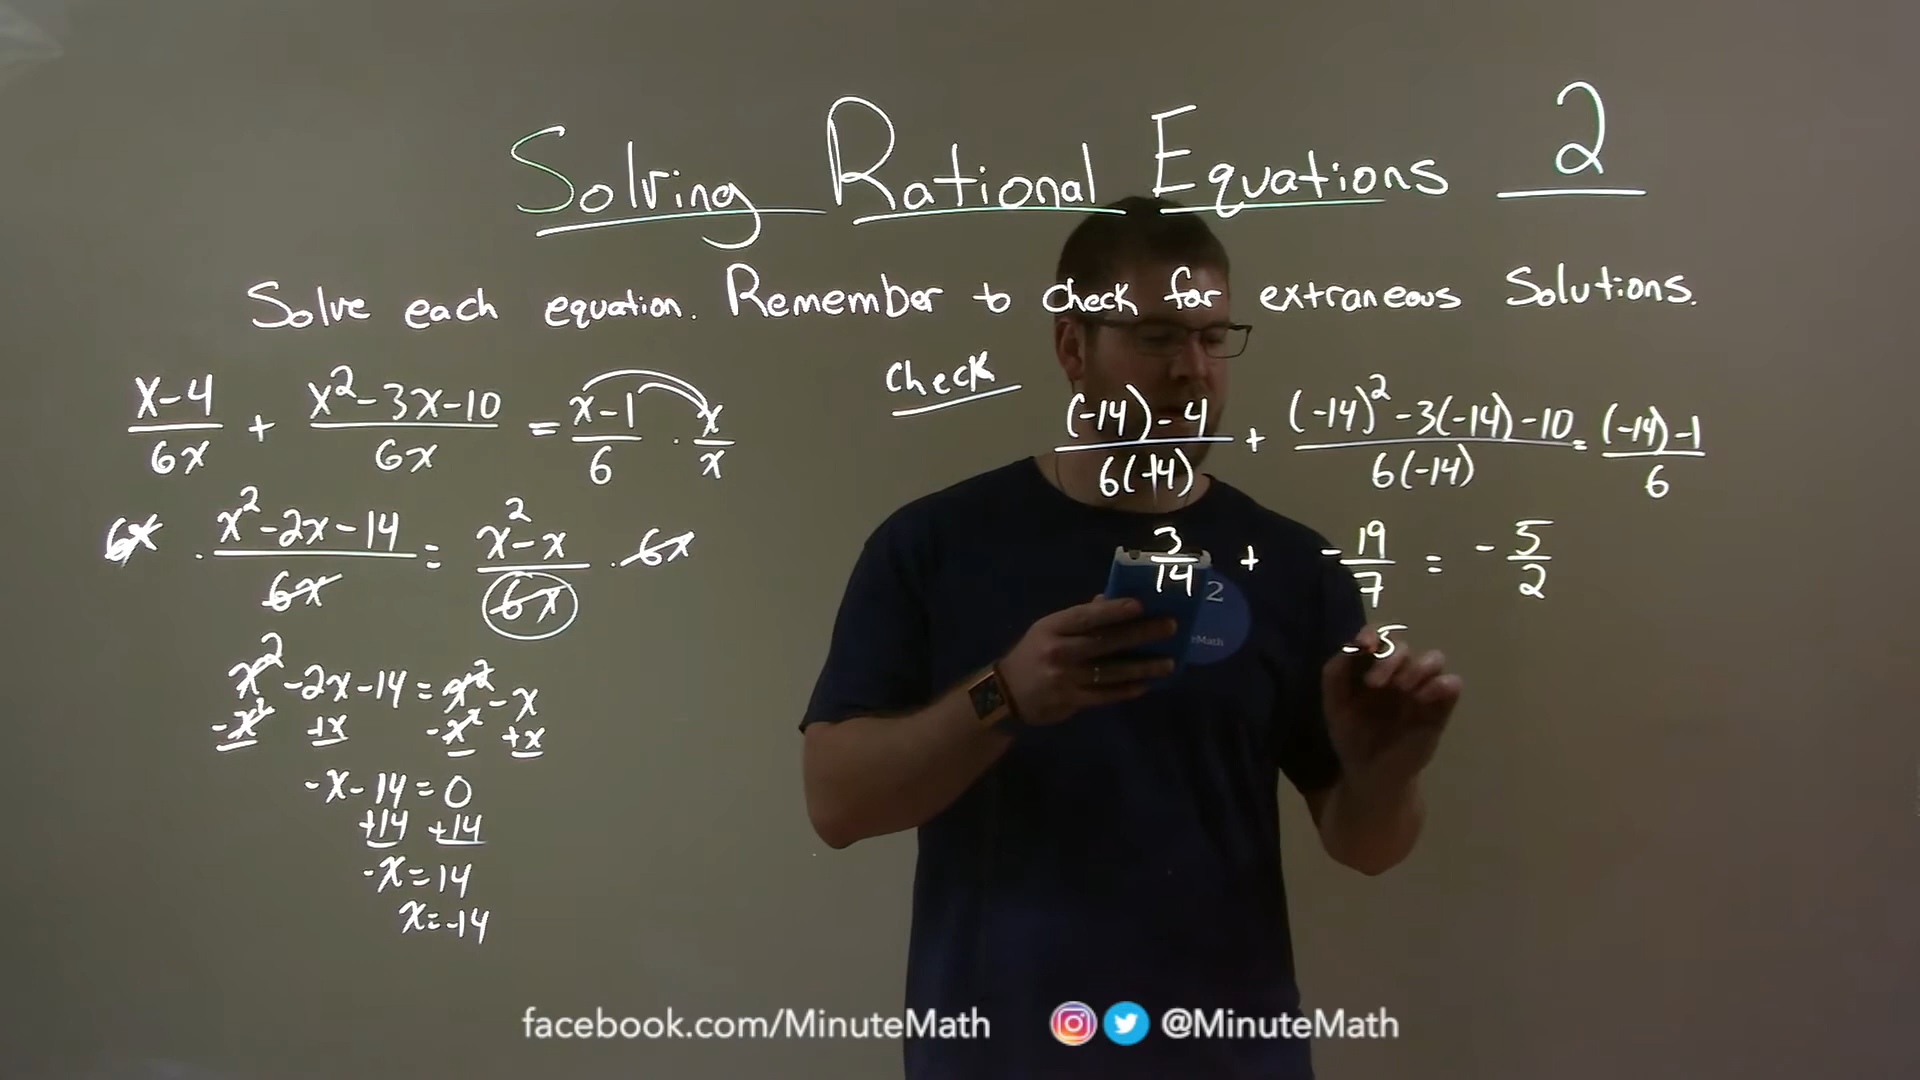 Solving Rational Equations 2
Solve each equation. Remember to check for extraneous Solutions.
(x-4)/(6x) + (x²-3x-10)/(6x) = (x-1)/6 · x/x
6x · (x²-2x-14)/(6x) = (x²-x)/(6x) · 6x
x²-2x-14 = x²-x
-x² +x -x² +x
-x-14=0
+14 +14
-x=14
x=-14
check
((-14)-4)/(6(-14)) + ((-14)²-3(-14)-10)/(6(-14)) = ((-14)-1)/6
3/14 + -19/7 = -5/2
-5
2
eMath
facebook.com/MinuteMath
@MinuteMath